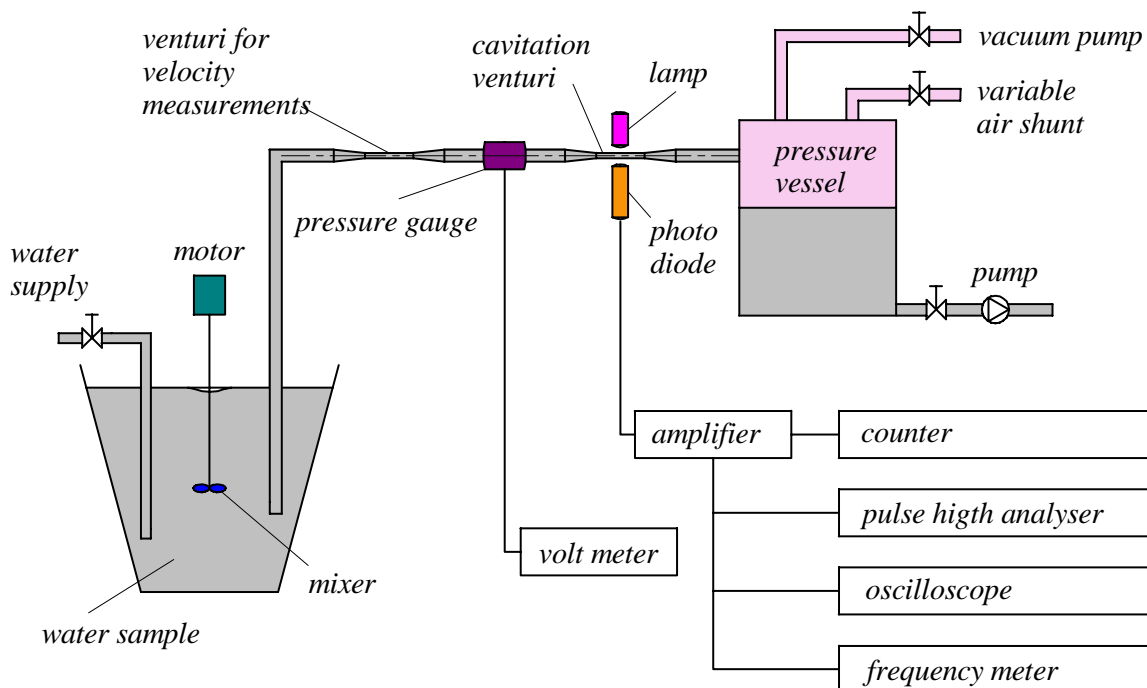 venturi for
velocity
measurements
cavitation
venturi
lamp
vacuum pump
variable
air shunt
pressure
vessel
pressure gauge
photo
diode
water
supply
motor
pump
amplifier
counter
pulse higth analyser
volt meter
mixer
oscilloscope
water sample
frequency meter